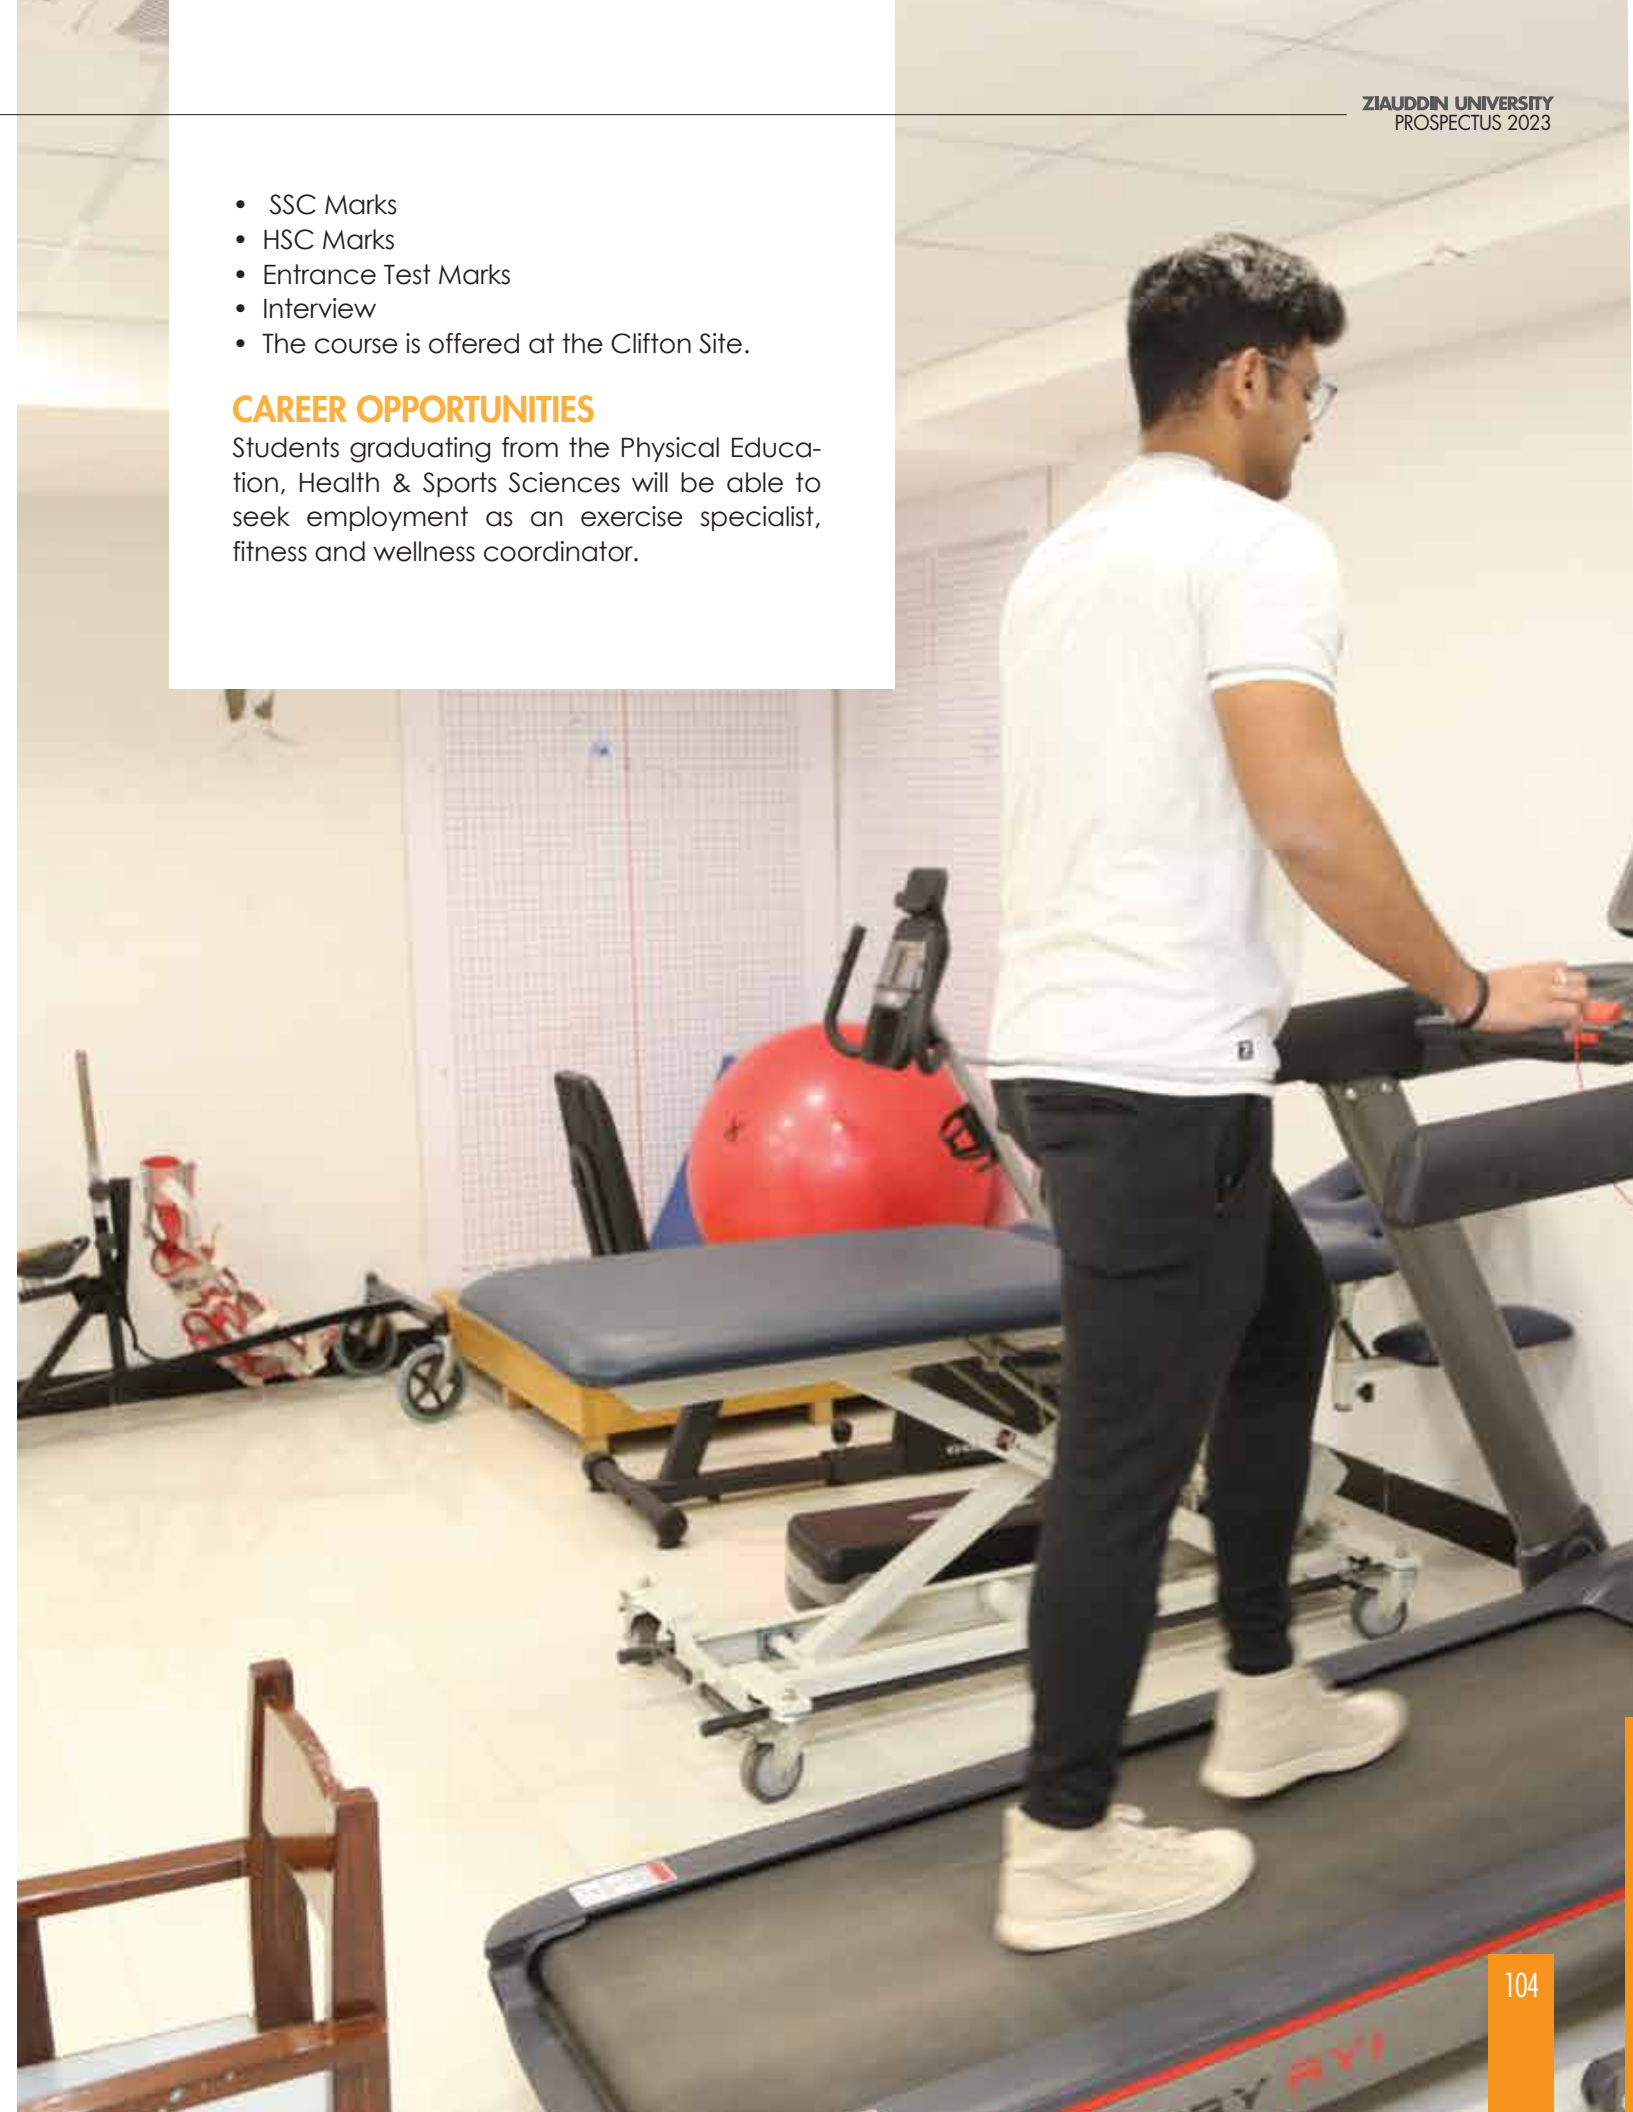 ZIAUDDIN UNIVERSITY
PROSPECTUS 2023
• SSC Marks
• HSC Marks
• Entrance Test Marks
• Interview
• The course is offered at the Clifton Site.
CAREER OPPORTUNITIES
Students graduating from the Physical Educa-
tion, Health & Sports Sciences will be able to
seek employment as an exercise specialist,
fitness and wellness coordinator.
104